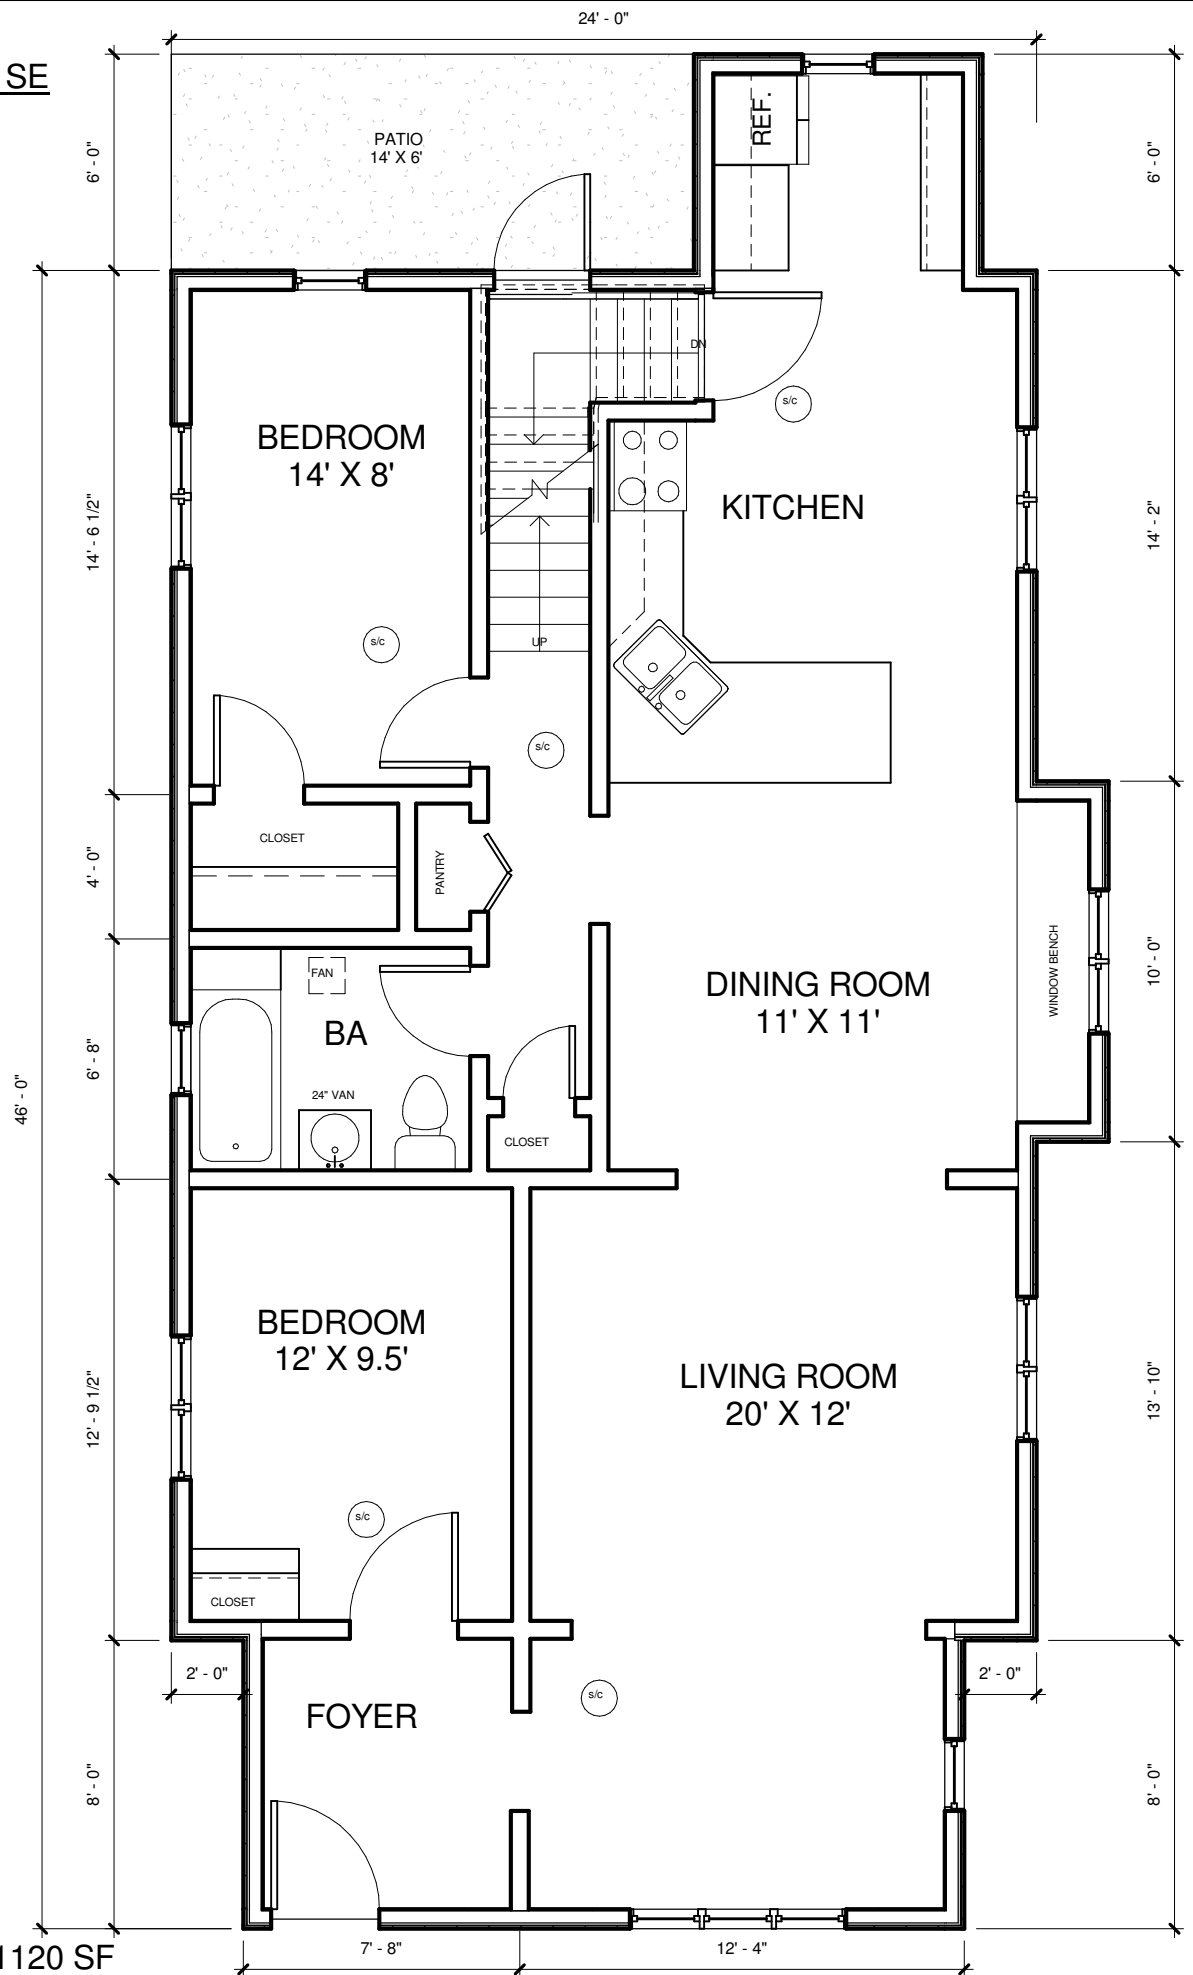 24' - 0"
SE
6' - 0"
PATIO
14' X 6'
REF.
6' - 0"
DN
s/c
BEDROOM
14' X 8'
KITCHEN
14' - 6 1/2"
14' - 2"
s/c
UP
s/c
CLOSET
PANTRY
4' - 0"
FAN
BA
DINING ROOM
11' X 11'
WINDOW BENCH
10' - 0"
46' - 0"
6' - 8"
24" VAN
CLOSET
BEDROOM
12' X 9.5'
LIVING ROOM
20' X 12'
12' - 9 1/2"
13' - 10"
s/c
CLOSET
2' - 0"
2' - 0"
FOYER
s/c
8' - 0"
8' - 0"
1120 SF
7' - 8"
12' - 4"